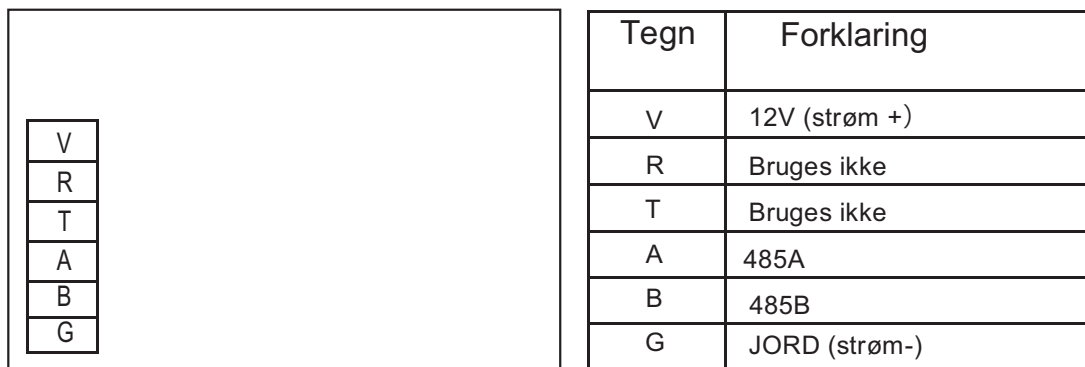 V
R
T
A
B
G
Tegn Forklaring
V 12V (strøm +)
R Bruges ikke
T Bruges ikke
A 485A
B 485B
G JORD (strøm-)